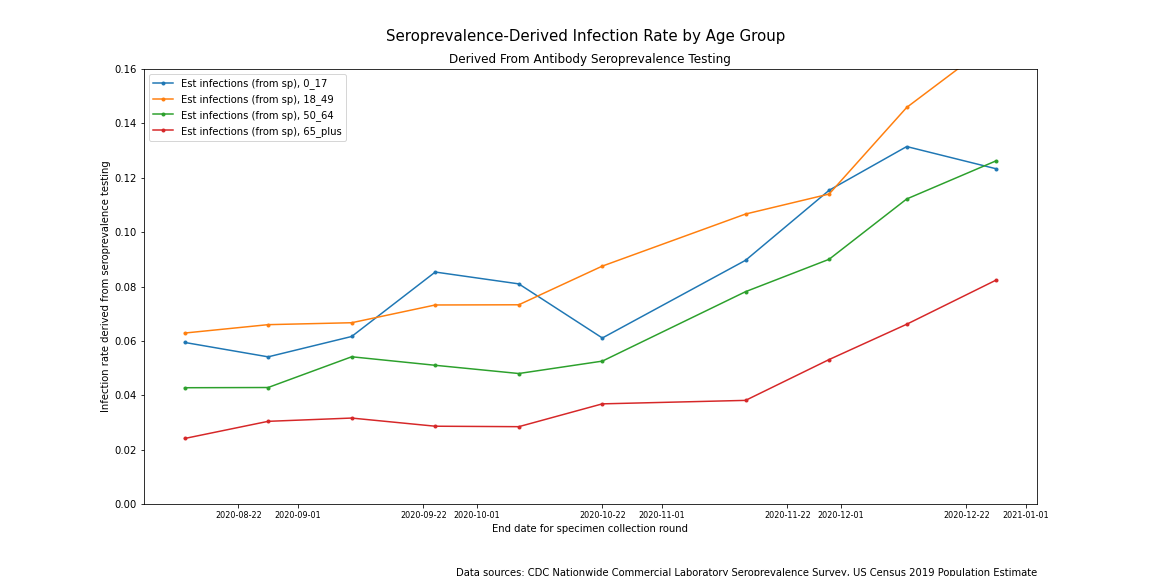 Seroprevalence-Derived Infection Rate by Age Group
Derived From Antibody Seroprevalence Testing
Est infections (from sp), 0_17
Est infections (from sp), 18_49
Est infections (from sp), 50_64
Est infections (from sp), 65_plus
Infection rate derived from seroprevalence testing
0.16
0.14
0.12
0.10
0.08
0.06
0.04
0.02
0.00
2020-08-22 2020-09-01 2020-09-22 2020-10-01 2020-10-22 2020-11-01 2020-11-22 2020-12-01 2020-12-22 2021-01-01
End date for specimen collection round
Data sources: CDC Nationwide Commercial Laboratory Seroprevalence Survey, US Census 2019 Population Estimate